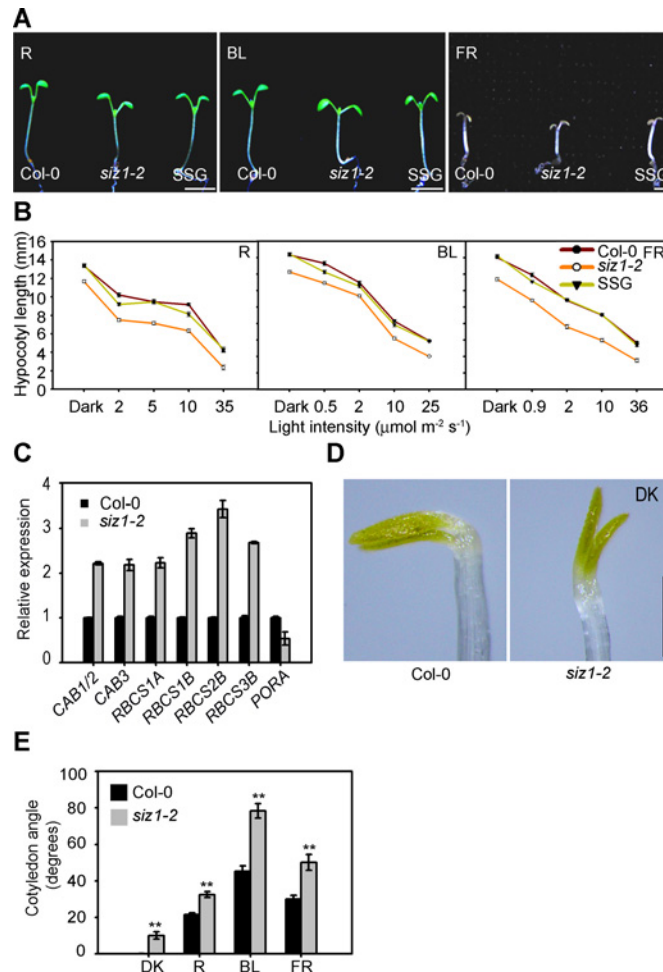 A
R
BL
FR
Col-0 siz1-2 SSG
Col-0 siz1-2 SSG
Col-0 siz1-2 SSG
B
Hypocotyl length (mm)
16
14
12
10
8
6
4
2
0
R
BL
FR
Col-0
siz1-2
SSG
Dark 2 5 10 35
Dark 0.5 2 10 25
Dark 0.9 2 10 36
Light intensity (μmol m⁻² s⁻¹)
C
Relative expression
4
3
2
1
0
Col-0
siz1-2
CAB1/2
CAB3
RBCS1A
RBCS1B
RBCS2B
RBCS3B
PORA
D
DK
Col-0
siz1-2
E
Cotyledon angle
(degrees)
100
80
60
40
20
0
Col-0
siz1-2
**
**
**
**
DK R BL FR